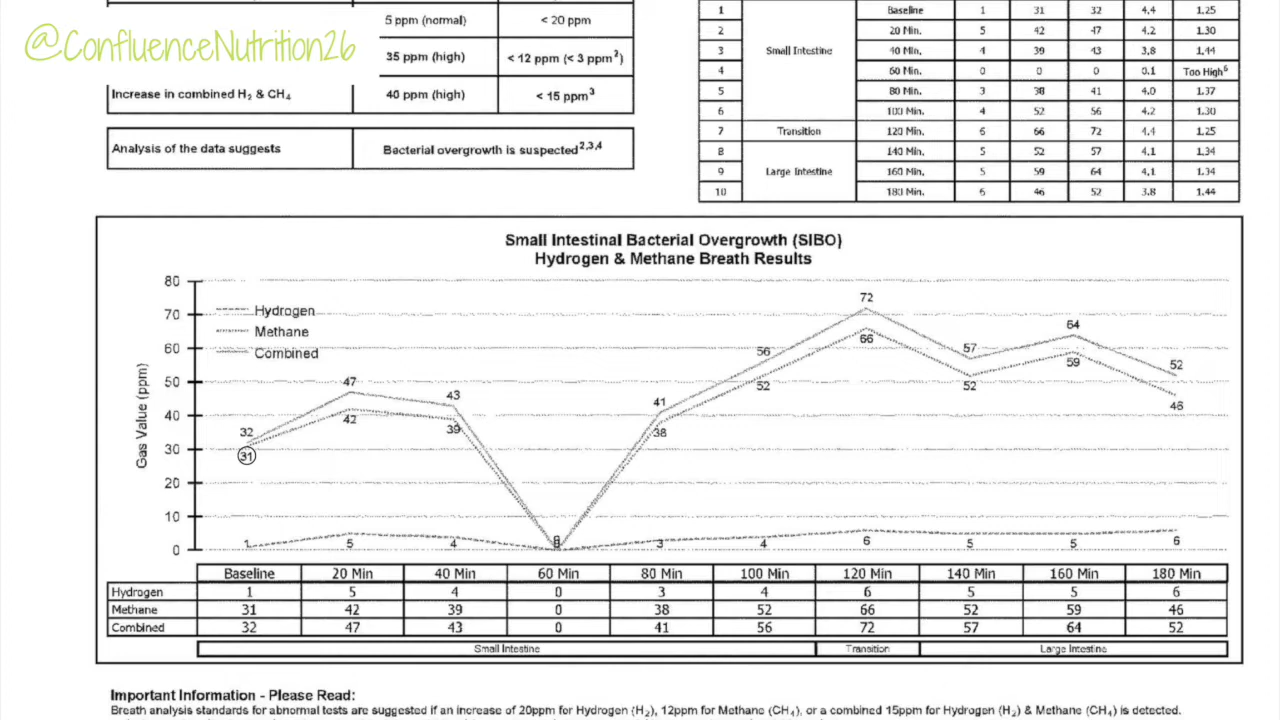 @ConfluenceNutrition26
5 ppm (normal) < 20 ppm
35 ppm (high) < 12 ppm (< 3 ppm²)
Increase in combined H₂ & CH₄ 40 ppm (high) < 15 ppm³
Analysis of the data suggests Bacterial overgrowth is suspected²,³,⁴
1 Baseline 1 31 32 4.4 1.25
2 20 Min. 5 42 47 4.2 1.30
3 Small Intestine 40 Min. 4 39 43 3.8 1.44
4 60 Min. 0 0 0 0.1 Too High⁶
5 80 Min. 3 38 41 4.0 1.37
6 100 Min. 4 52 56 4.2 1.30
7 Transition 120 Min. 6 66 72 4.4 1.25
8 140 Min. 5 52 57 4.1 1.34
9 Large Intestine 160 Min. 5 59 64 4.1 1.34
10 180 Min. 6 46 52 3.8 1.44
Small Intestinal Bacterial Overgrowth (SIBO)
Hydrogen & Methane Breath Results
Gas Value (ppm)
80
70
60
50
40
30
20
10
0
Hydrogen
Methane
Combined
32 47 43 0 41 56 72 57 64 52
31 42 39 0 38 52 66 52 59 46
1 5 4 0 3 4 6 5 5 6
Baseline 20 Min 40 Min 60 Min 80 Min 100 Min 120 Min 140 Min 160 Min 180 Min
Hydrogen 1 5 4 0 3 4 6 5 5 6
Methane 31 42 39 0 38 52 66 52 59 46
Combined 32 47 43 0 41 56 72 57 64 52
Small Intestine Transition Large Intestine
Important Information - Please Read:
Breath analysis standards for abnormal tests are suggested if an increase of 20ppm for Hydrogen (H₂), 12ppm for Methane (CH₄), or a combined 15ppm for Hydrogen (H₂) & Methane (CH₄) is detected.